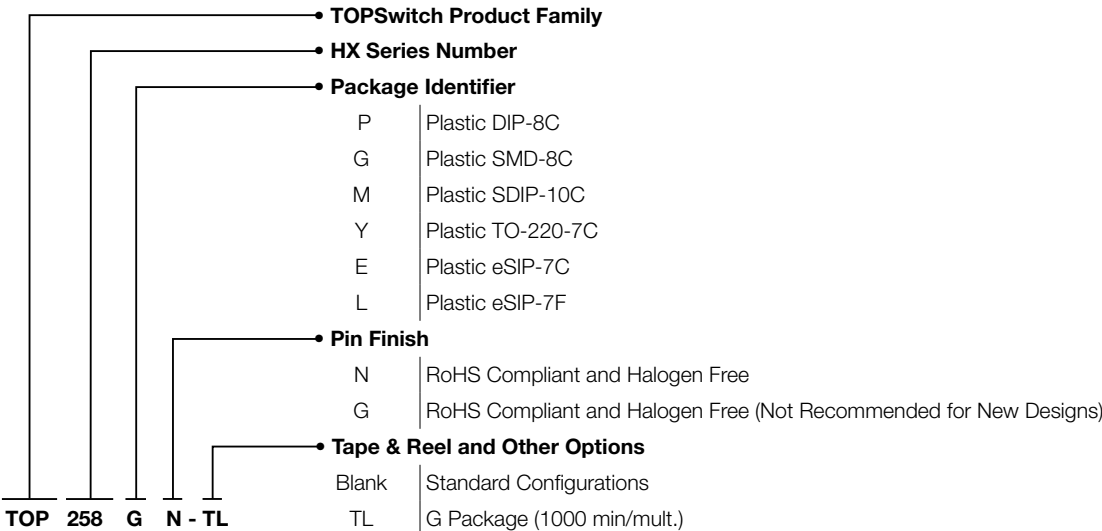 • TOPSwitch Product Family
• HX Series Number
• Package Identifier
P Plastic DIP-8C
G Plastic SMD-8C
M Plastic SDIP-10C
Y Plastic TO-220-7C
E Plastic eSIP-7C
L Plastic eSIP-7F
• Pin Finish
N RoHS Compliant and Halogen Free
G RoHS Compliant and Halogen Free (Not Recommended for New Designs)
• Tape & Reel and Other Options
Blank Standard Configurations
TOP 258 G N - TL TL G Package (1000 min/mult.)